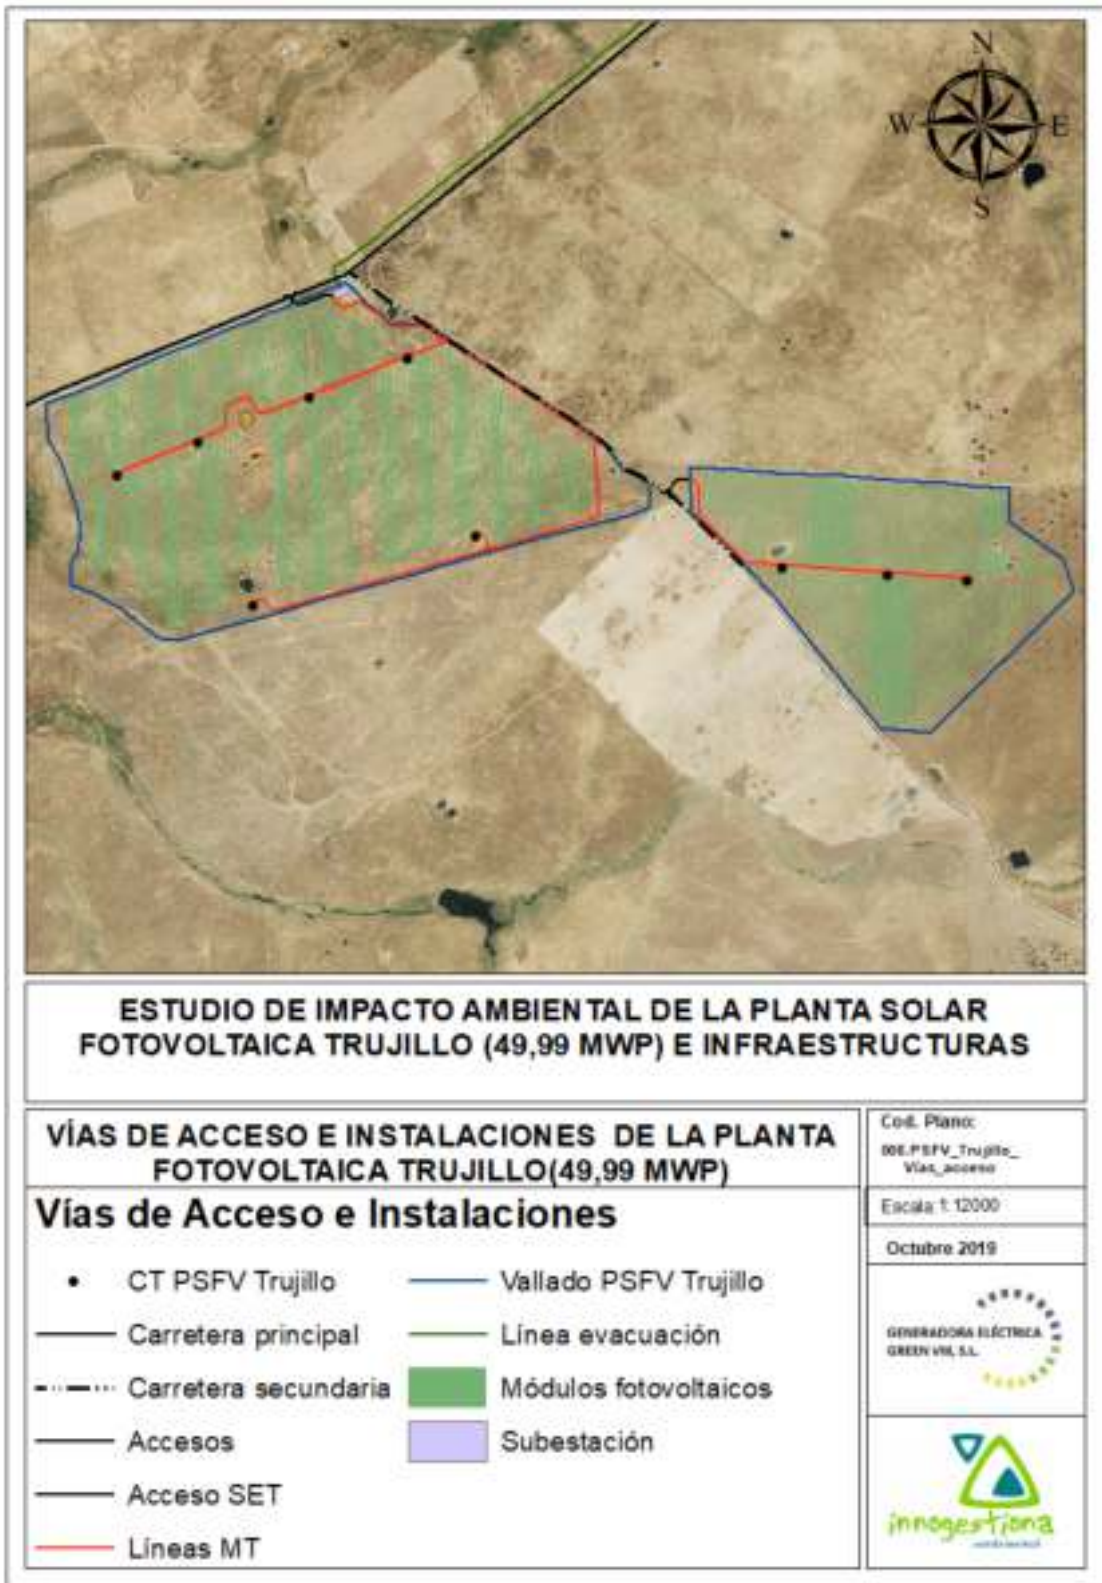 N
W E
S
ESTUDIO DE IMPACTO AMBIENTAL DE LA PLANTA SOLAR
FOTOVOLTAICA TRUJILLO (49,99 MWP) E INFRAESTRUCTURAS
VÍAS DE ACCESO E INSTALACIONES DE LA PLANTA
FOTOVOLTAICA TRUJILLO(49,99 MWP)
Cod. Plano:
PSFV_Trujillo_
Vías_acceso
Escala 1: 12000
Octubre 2019
Vías de Acceso e Instalaciones
CT PSFV Trujillo
Vallado PSFV Trujillo
Carretera principal
Línea evacuación
Carretera secundaria
Módulos fotovoltaicos
Accesos
Subestación
Acceso SET
Líneas MT
GENERADORA ELÉCTRICA
GREEN S.L.
innogestiona